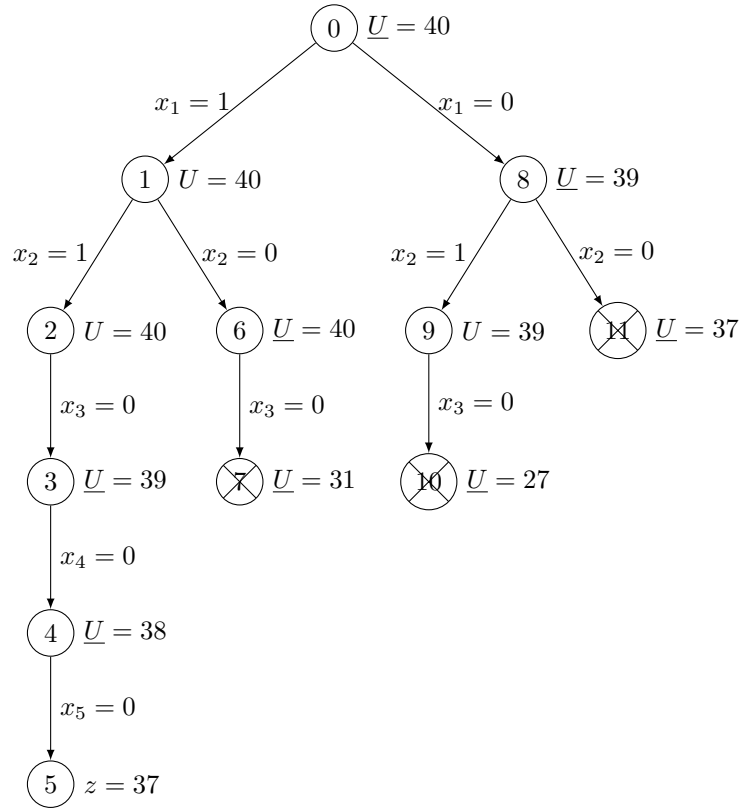 0 U = 40
x₁ = 1 x₁ = 0
1 U = 40 8 U = 39
x₂ = 1 x₂ = 0 x₂ = 1 x₂ = 0
2 U = 40 6 U = 40 9 U = 39 11 U = 37
x₃ = 0 x₃ = 0 x₃ = 0
3 U = 39 7 U = 31 10 U = 27
x₄ = 0
4 U = 38
x₅ = 0
5 z = 37